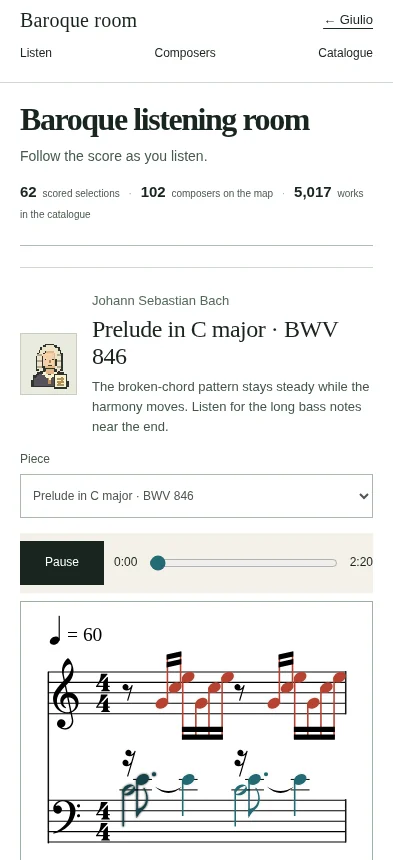 Baroque room
← Giulio
Listen Composers Catalogue
Baroque listening room
Follow the score as you listen.
62 scored selections · 102 composers on the map · 5,017 works
in the catalogue
Johann Sebastian Bach
Prelude in C major · BWV
846
The broken-chord pattern stays steady while the
harmony moves. Listen for the long bass notes
near the end.
Piece
Prelude in C major · BWV 846
Pause 0:00 2:20
= 60
4
4
4
4